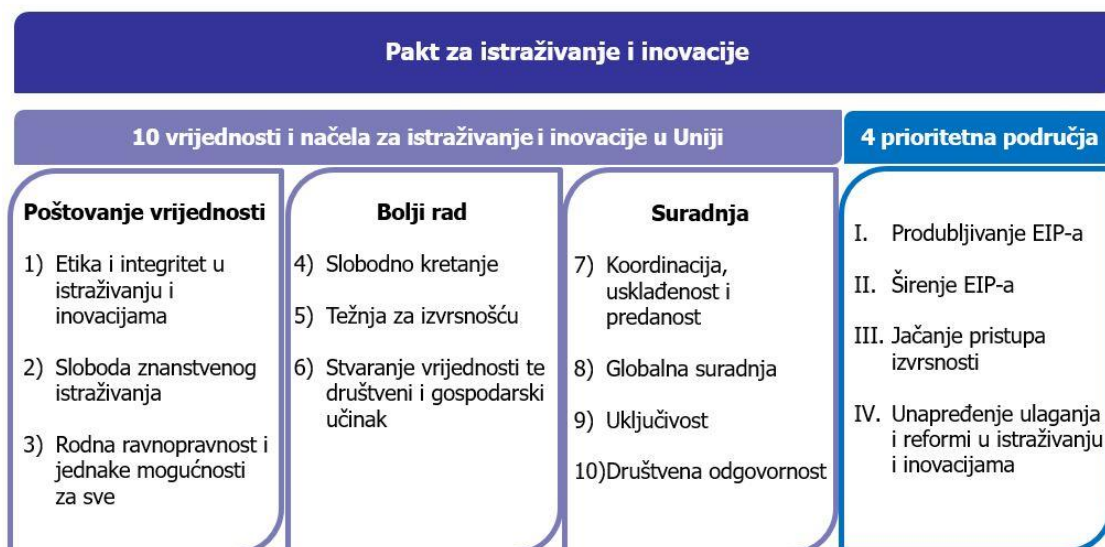 Pakt za istraživanje i inovacije
10 vrijednosti i načela za istraživanje i inovacije u Uniji
4 prioritetna područja
Poštovanje vrijednosti
1) Etika i integritet u
istraživanju i
inovacijama
2) Sloboda znanstvenog
istraživanja
3) Rodna ravnopravnost i
jednake mogućnosti
za sve
Bolji rad
4) Slobodno kretanje
5) Težnja za izvrsnošću
6) Stvaranje vrijednosti te
društveni i gospodarski
učinak
Suradnja
7) Koordinacija,
usklađenost i
predanost
8) Globalna suradnja
9) Uključivost
10)Društvena odgovornost
I. Produbljivanje EIP-a
II. Širenje EIP-a
III. Jačanje pristupa
izvrsnosti
IV. Unapređenje ulaganja
i reformi u istraživanju
i inovacijama